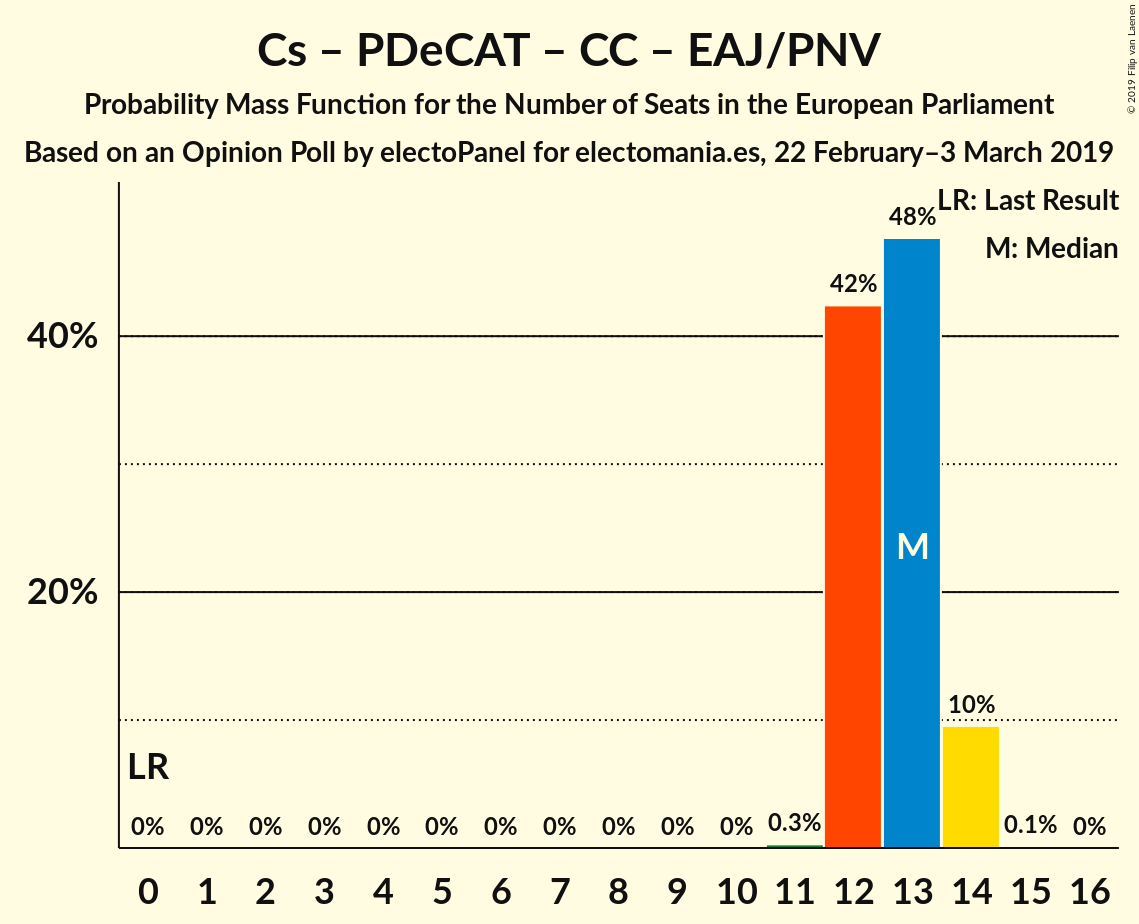 Cs – PDeCAT – CC – EAJ/PNV
Probability Mass Function for the Number of Seats in the European Parliament
Based on an Opinion Poll by electoPanel for electomania.es, 22 February–3 March 2019
© 2019 Filip van Laenen
LR: Last Result
M: Median
48%
42%
40%
M
20%
10%
LR
0% 0% 0% 0% 0% 0% 0% 0% 0% 0% 0% 0.3% 0.1% 0%
0 1 2 3 4 5 6 7 8 9 10 11 12 13 14 15 16